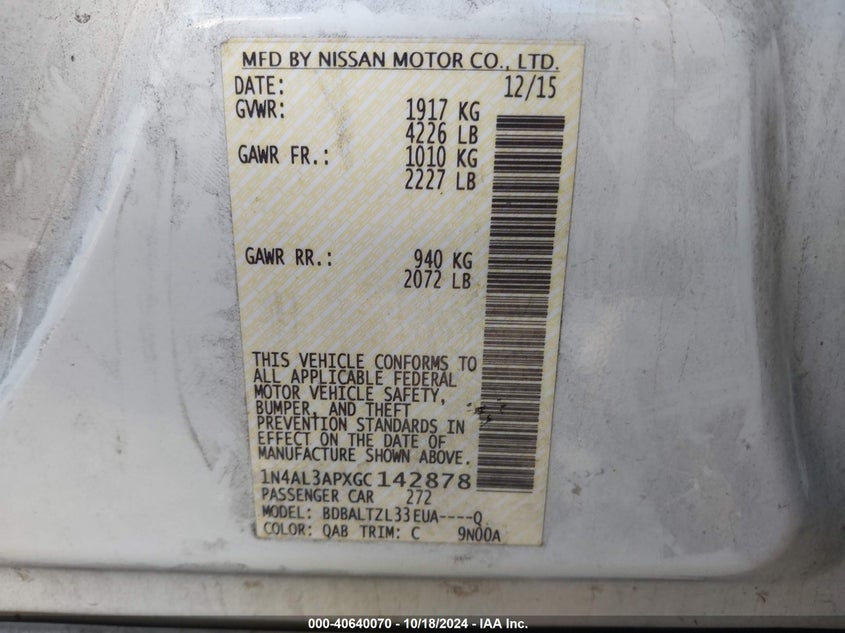 MFD BY NISSAN MOTOR CO., LTD.
DATE: 12/15
GVWR: 1917 KG
4226 LB
GAWR FR.: 1010 KG
2227 LB
GAWR RR.: 940 KG
2072 LB
THIS VEHICLE CONFORMS TO
ALL APPLICABLE FEDERAL
MOTOR VEHICLE SAFETY,
BUMPER, AND THEFT
PREVENTION STANDARDS IN
EFFECT ON THE DATE OF
MANUFACTURE SHOWN ABOVE.
1N4AL3APXGC142878
PASSENGER CAR 272
MODEL: BDBALTZL33EUA----Q
COLOR: QAB TRIM: C 9N00A
000-40640070 - 10/18/2024 - IAA Inc.